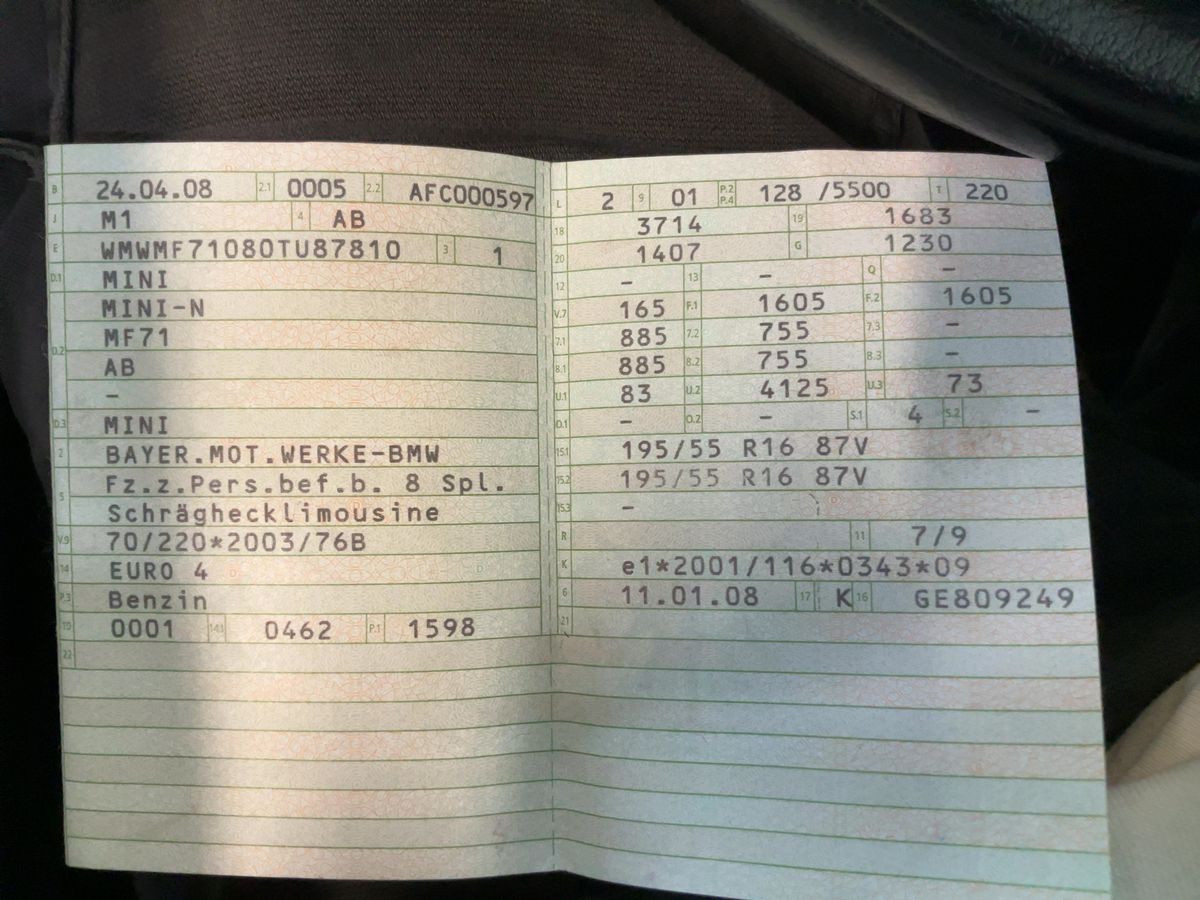 B 24.04.08 2.1 0005 2.2 AFC000597
J M1 4 AB
E WMWMF71080TU87810 3 1
D.1 MINI
MINI-N
D.2 MF71
AB
–
D.3 MINI
2 BAYER.MOT.WERKE-BMW
5 Fz.z.Pers.bef.b. 8 Spl.
Schräghecklimousine
V.9 70/220*2003/76B
14 EURO 4
P.3 Benzin
10 0001 14.1 0462 P.1 1598
22
L 2 9 01 P.2 P.4 128 /5500 T 220
18 3714 19 1683
20 1407 G 1230
12 – 13 – Q –
V.7 165 F.1 1605 F.2 1605
7.1 885 7.2 755 7.3 –
8.1 885 8.2 755 8.3 –
U.1 83 U.2 4125 U.3 73
O.1 – O.2 – S.1 4 S.2 –
15.1 195/55 R16 87V
15.2 195/55 R16 87V
15.3 –
R 11 7/9
K e1*2001/116*0343*09
6 11.01.08 17 K 16 GE809249
21